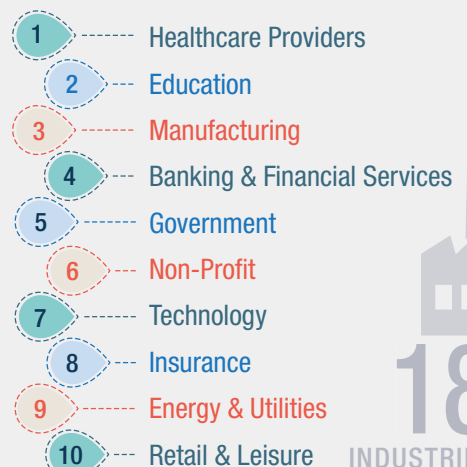 1 Healthcare Providers
2 Education
3 Manufacturing
4 Banking & Financial Services
5 Government
6 Non-Profit
7 Technology
8 Insurance
9 Energy & Utilities
18
10 Retail & Leisure